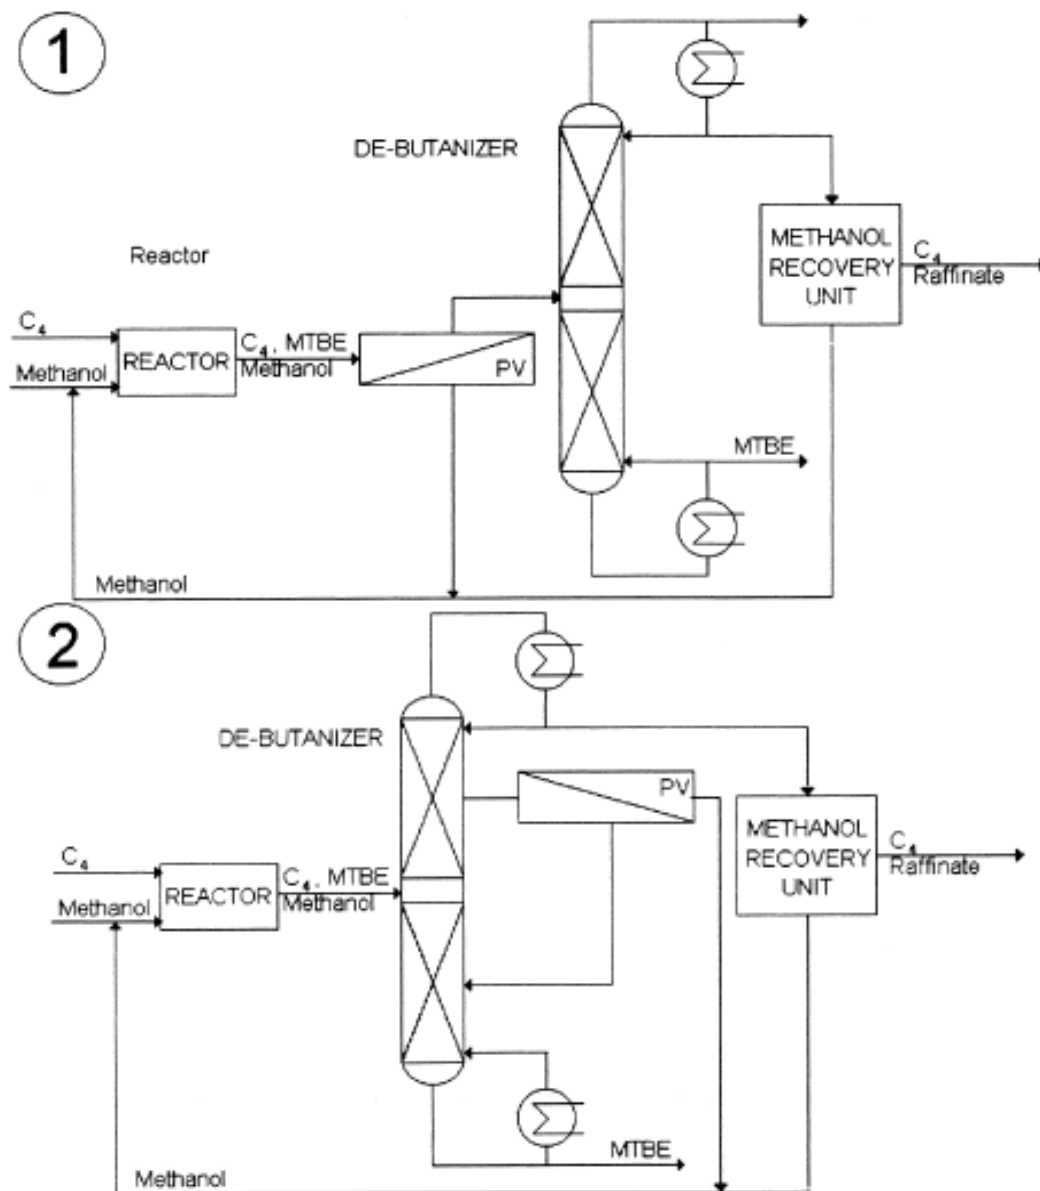 1
DE-BUTANIZER
METHANOL
RECOVERY
UNIT
C₄
Raffinate
Reactor
C₄
Methanol
REACTOR
C₄, MTBE
Methanol
PV
MTBE
Methanol
2
DE-BUTANIZER
PV
METHANOL
RECOVERY
UNIT
C₄
Raffinate
C₄
Methanol
REACTOR
C₄, MTBE
Methanol
MTBE
Methanol